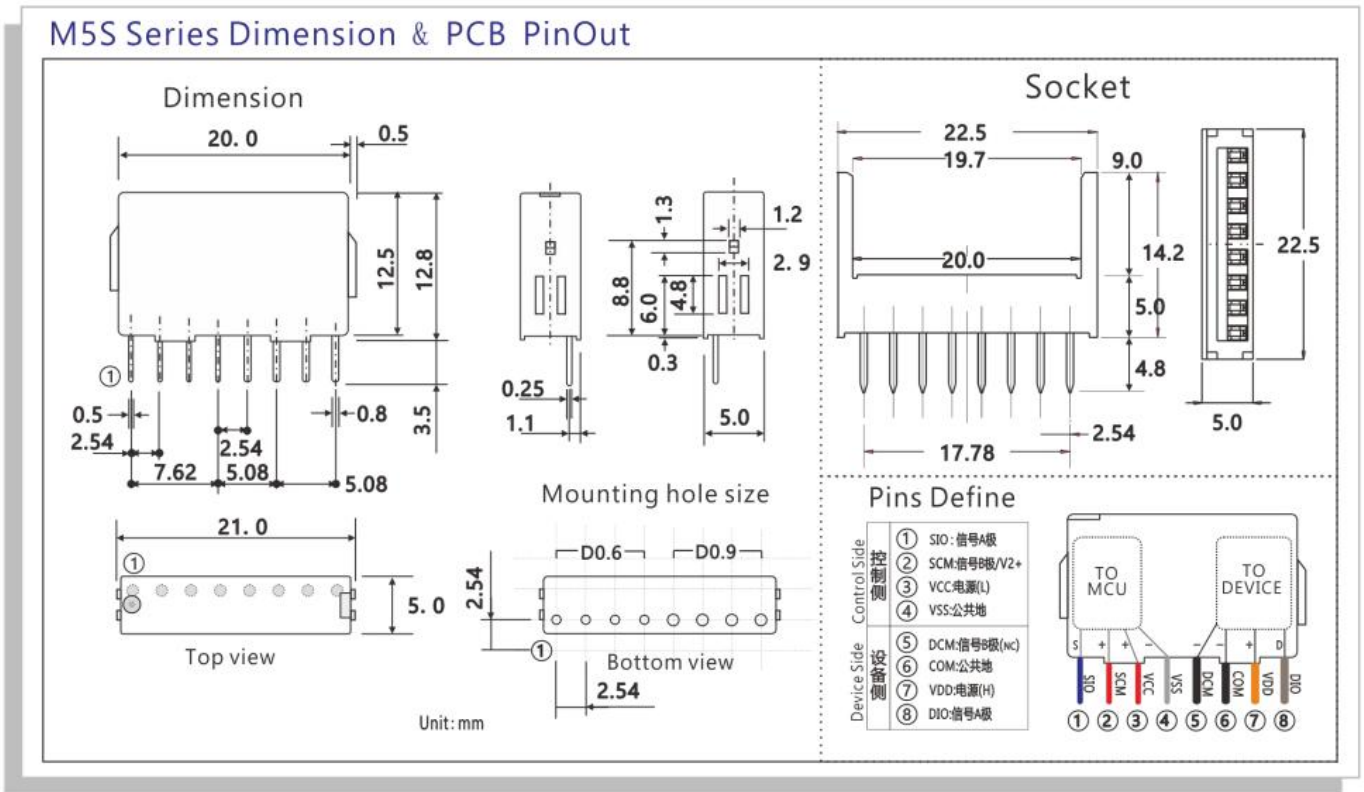 M5S Series Dimension & PCB PinOut
Dimension
20.0
0.5
12.5
12.8
3.5
①
0.5
0.8
2.54
2.54
7.62
5.08
5.08
1.3
1.2
2.9
8.8
6.0
4.8
0.3
0.25
1.1
5.0
21.0
①
5.0
Top view
Mounting hole size
D0.6
D0.9
2.54
①
Bottom view
2.54
Unit: mm
Socket
22.5
19.7
9.0
14.2
20.0
5.0
4.8
2.54
17.78
22.5
5.0
Pins Define
Control Side
控制侧
① SIO: 信号A极
② SCM:信号B极/V2+
③ VCC:电源(L)
④ VSS:公共地
Device Side
设备侧
⑤ DCM:信号B极(NC)
⑥ COM:公共地
⑦ VDD:电源(H)
⑧ DIO:信号A极
TO MCU
TO DEVICE
S + + − − − + D
SIO SCM VCC VSS DCM COM VDD DIO
① ② ③ ④ ⑤ ⑥ ⑦ ⑧